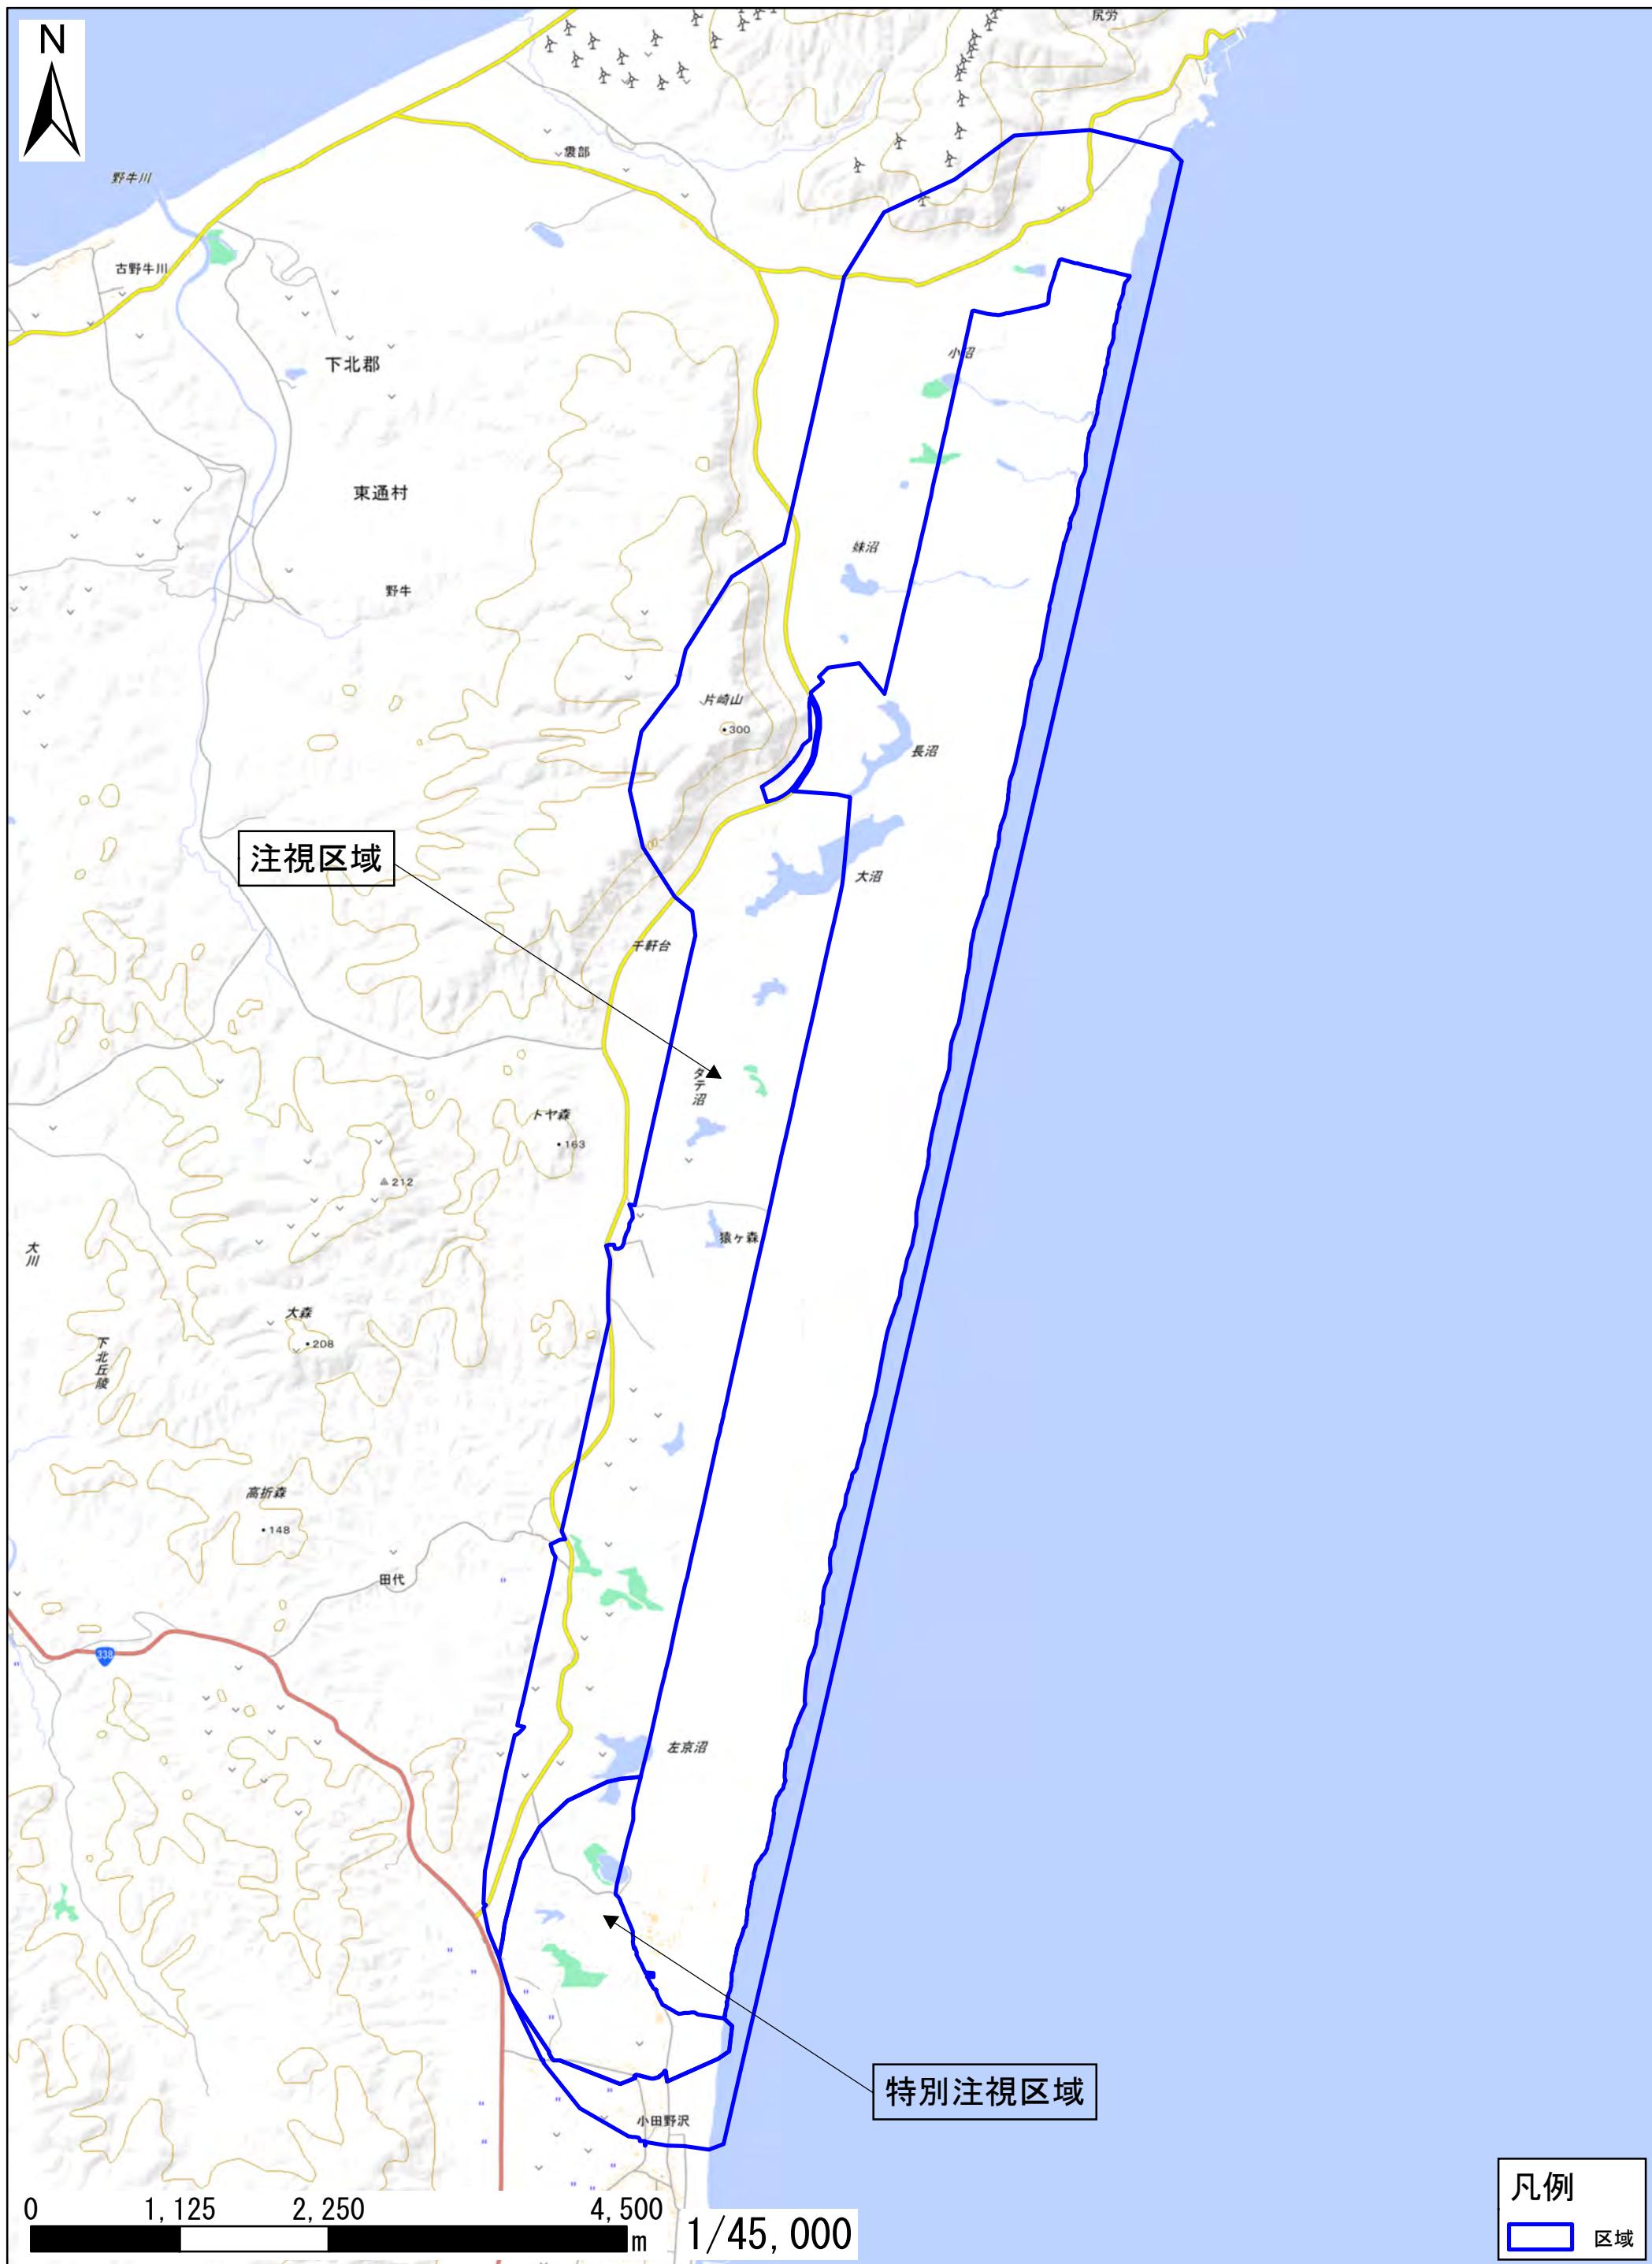 N
尻労
野牛川
袰部
古野牛川
下北郡
小沼
東通村
妹沼
野牛
片崎山
300
長沼
注視区域
大沼
千軒台
タテ沼
トヤ森
163
212
猿ヶ森
大川
大森
208
下北丘陵
高折森
148
田代
338
左京沼
特別注視区域
小田野沢
0 1,125 2,250 4,500
m
1/45,000
凡例
区域